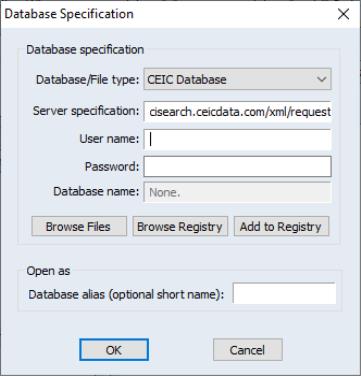 Database Specification
Database specification
Database/File type: CEIC Database
Server specification: cisearch.ceicdata.com/xml/request
User name:
Password:
Database name: None.
Browse Files Browse Registry Add to Registry
Open as
Database alias (optional short name):
OK Cancel